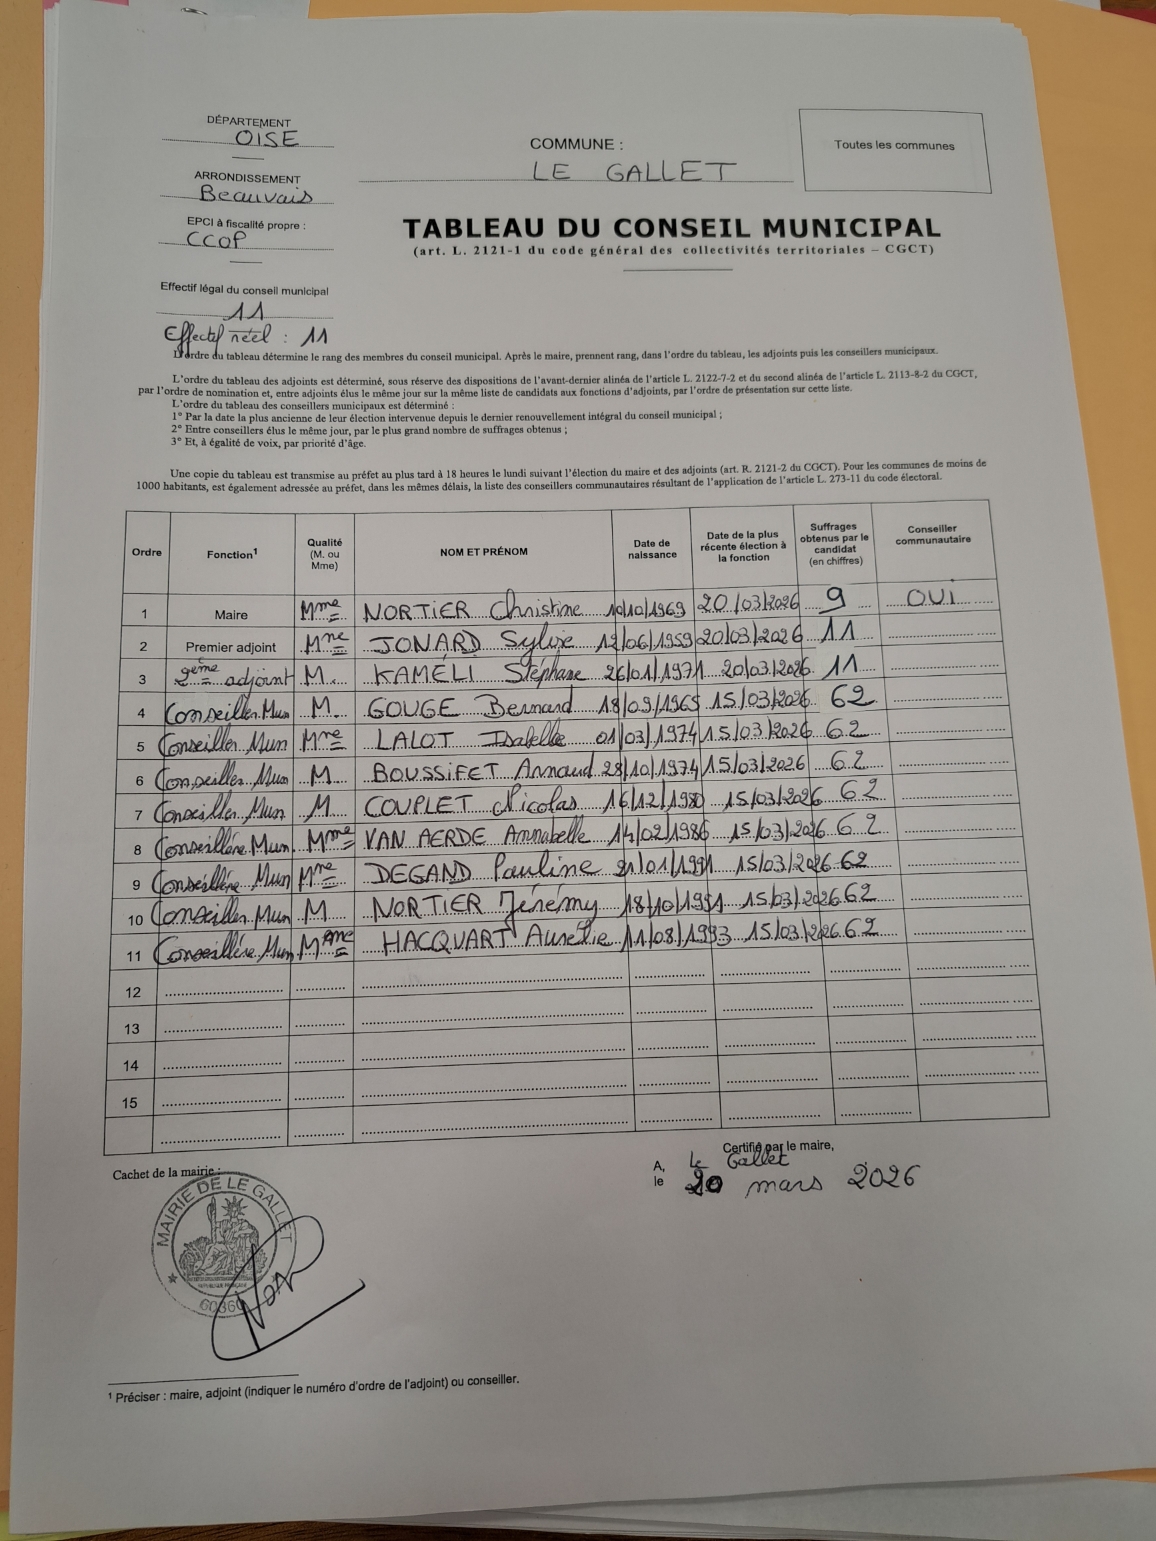 DÉPARTEMENT
OISE
ARRONDISSEMENT
Beauvais
EPCI à fiscalité propre :
CCOP
Effectif légal du conseil municipal
11
Effectif réel : 11
COMMUNE :
LE GALLET
Toutes les communes
TABLEAU DU CONSEIL MUNICIPAL
(art. L. 2121-1 du code général des collectivités territoriales – CGCT)
L'ordre du tableau détermine le rang des membres du conseil municipal. Après le maire, prennent rang, dans l'ordre du tableau, les adjoints puis les conseillers municipaux.
L'ordre du tableau des adjoints est déterminé, sous réserve des dispositions de l'avant-dernier alinéa de l'article L. 2122-7-2 et du second alinéa de l'article L. 2113-8-2 du CGCT,
par l'ordre de nomination et, entre adjoints élus le même jour sur la même liste de candidats aux fonctions d'adjoints, par l'ordre de présentation sur cette liste.
L'ordre du tableau des conseillers municipaux est déterminé :
1° Par la date la plus ancienne de leur élection intervenue depuis le dernier renouvellement intégral du conseil municipal ;
2° Entre conseillers élus le même jour, par le plus grand nombre de suffrages obtenus ;
3° Et, à égalité de voix, par priorité d'âge.
Une copie du tableau est transmise au préfet au plus tard à 18 heures le lundi suivant l'élection du maire et des adjoints (art. R. 2121-2 du CGCT). Pour les communes de moins de
1000 habitants, est également adressée au préfet, dans les mêmes délais, la liste des conseillers communautaires résultant de l'application de l'article L. 273-11 du code électoral.
Ordre Fonction¹ Qualité (M. ou Mme) NOM ET PRÉNOM Date de naissance Date de la plus récente élection à la fonction Suffrages obtenus par le candidat (en chiffres) Conseiller communautaire
1 Maire Mme NORTIER Christine 10/10/1969 20/03/2026 9 OUI
2 Premier adjoint Mme JONARD Sylvie 12/06/1959 20/03/2026 11
3 2ème adjoint M. KAMÉLI Stéphane 26/01/1971 20/03/2026 11
4 Conseiller Mun M. GOUGE Bernard 18/09/1965 15/03/2026 62
5 Conseiller Mun Mme LALOT Isabelle 01/03/1974 15/03/2026 62
6 Conseiller Mun M. BOUSSIFET Arnaud 28/10/1974 15/03/2026 62
7 Conseiller Mun M. COUPLET Nicolas 16/12/1980 15/03/2026 62
8 Conseillère Mun Mme VAN AERDE Annabelle 14/02/1986 15/03/2026 62
9 Conseillère Mun Mme DEGAND Pauline 21/01/1991 15/03/2026 62
10 Conseiller Mun M. NORTIER Jérémy 18/10/1991 15/03/2026 62
11 Conseillère Mun Mme HACQUART Aurélie 11/08/1993 15/03/2026 62
12
13
14
15
Cachet de la mairie :
Certifié par le maire,
A, Le Gallet
le 20 mars 2026
MAIRIE DE LE GALLET
60360
¹ Préciser : maire, adjoint (indiquer le numéro d'ordre de l'adjoint) ou conseiller.